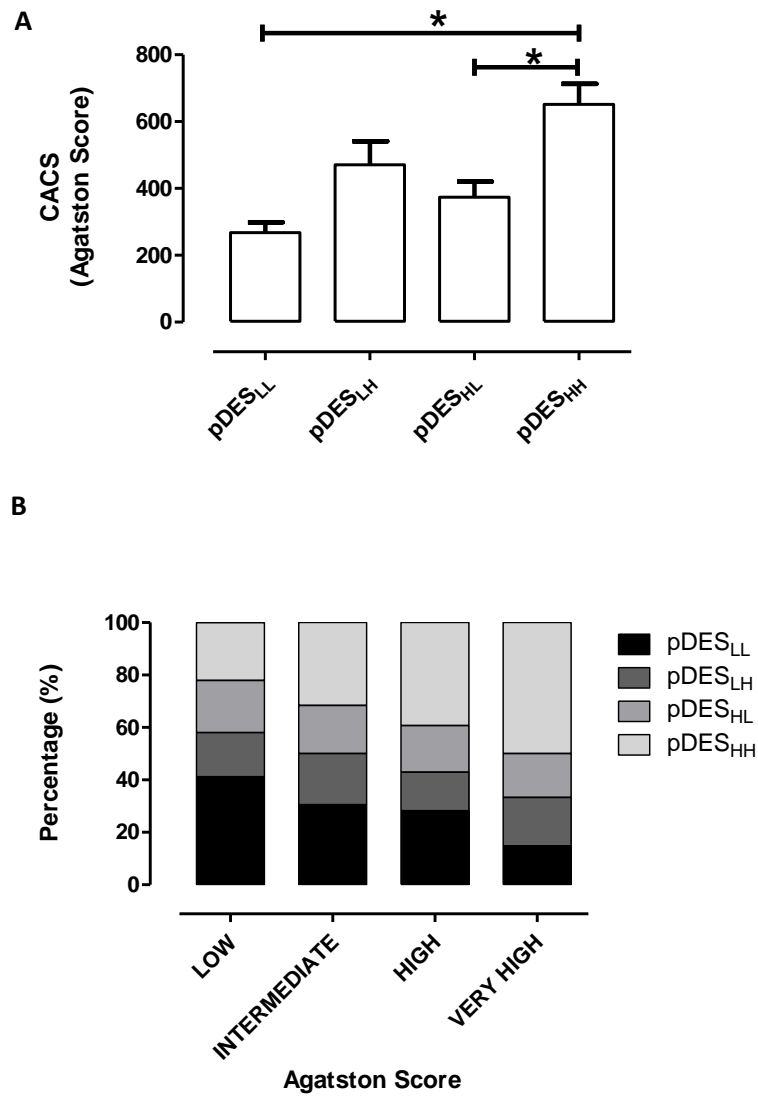 A
*
*
800
600
400
200
0
CACS
(Agatston Score)
pDESLL
pDESLH
pDESHL
pDESHH
B
100
80
60
40
20
0
Percentage (%)
pDESLL
pDESLH
pDESHL
pDESHH
LOW
INTERMEDIATE
HIGH
VERY HIGH
Agatston Score